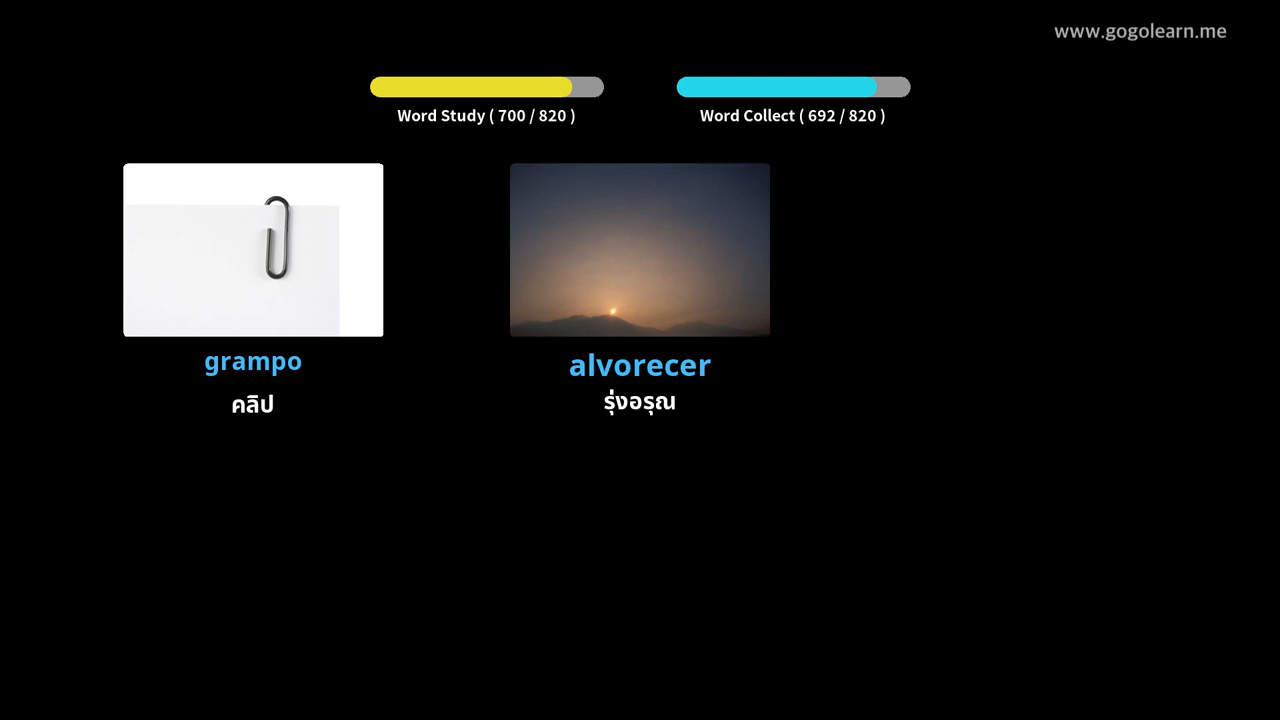 www.gogolearn.me
Word Study ( 700 / 820 )
Word Collect ( 692 / 820 )
grampo
คลิป
alvorecer
รุ่งอรุณ